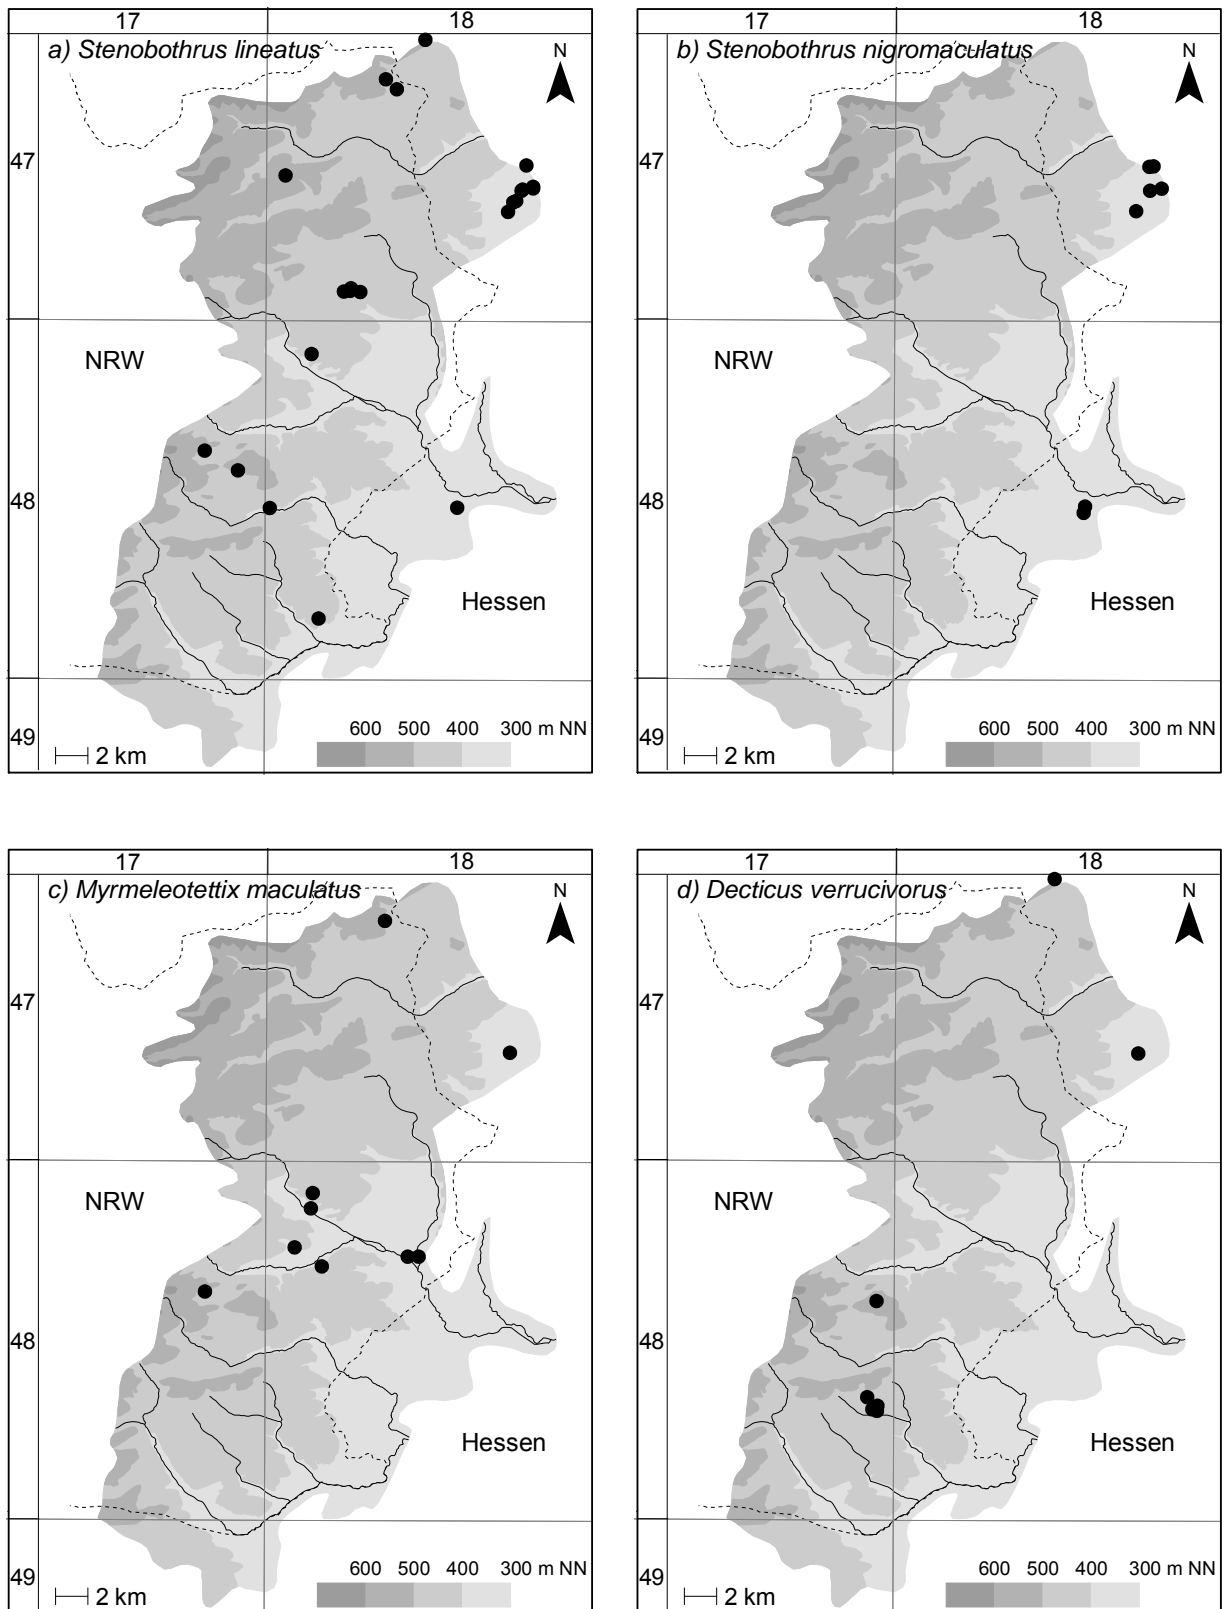 17 18
a) Stenobothrus lineatus
N
47
NRW
48
Hessen
600 500 400 300 m NN
49
2 km
17 18
b) Stenobothrus nigromaculatus
N
47
NRW
48
Hessen
600 500 400 300 m NN
49
2 km
17 18
c) Myrmeleotettix maculatus
N
47
NRW
48
Hessen
600 500 400 300 m NN
49
2 km
17 18
d) Decticus verrucivorus
N
47
NRW
48
Hessen
600 500 400 300 m NN
49
2 km